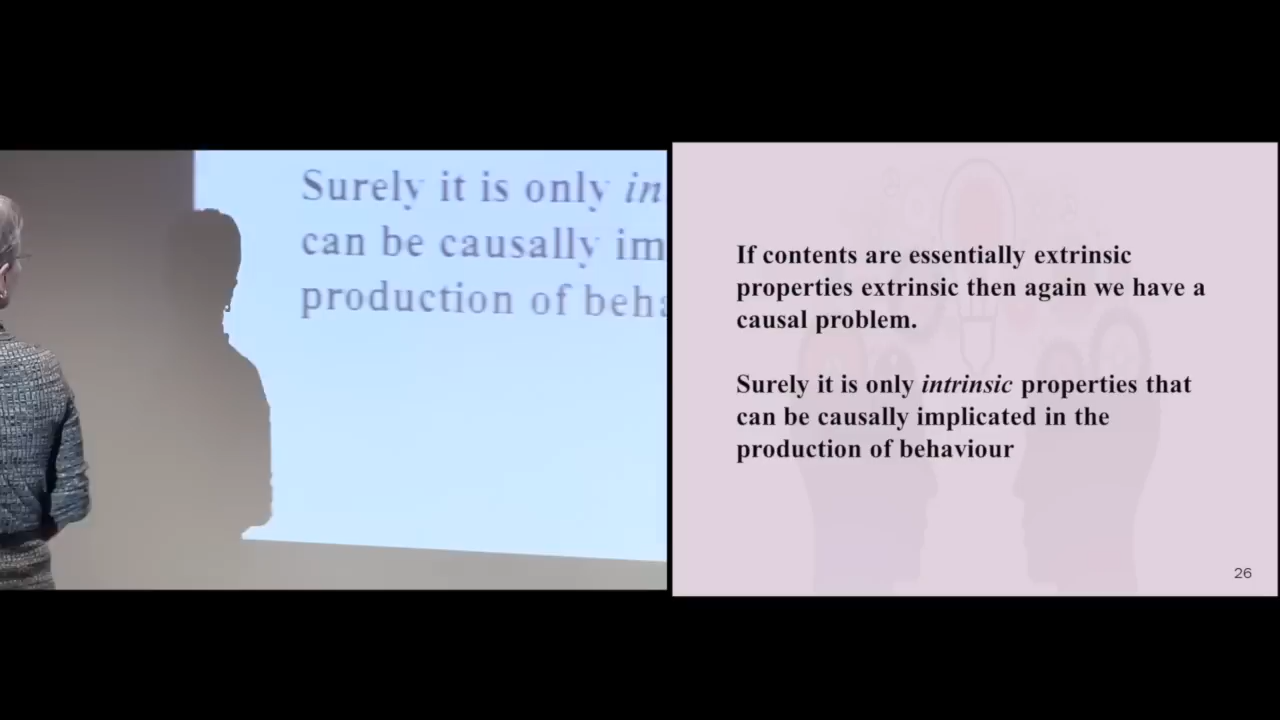 Surely it is only in
can be causally im
production of beha
If contents are essentially extrinsic
properties extrinsic then again we have a
causal problem.
Surely it is only intrinsic properties that
can be causally implicated in the
production of behaviour
26